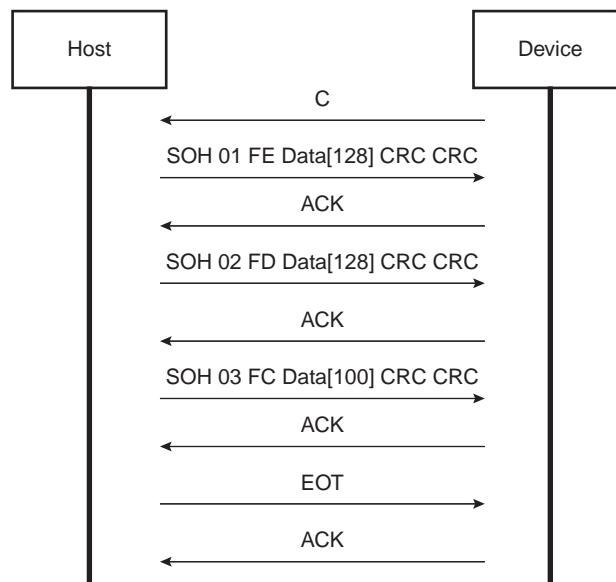 Host
Device
C
SOH 01 FE Data[128] CRC CRC
ACK
SOH 02 FD Data[128] CRC CRC
ACK
SOH 03 FC Data[100] CRC CRC
ACK
EOT
ACK